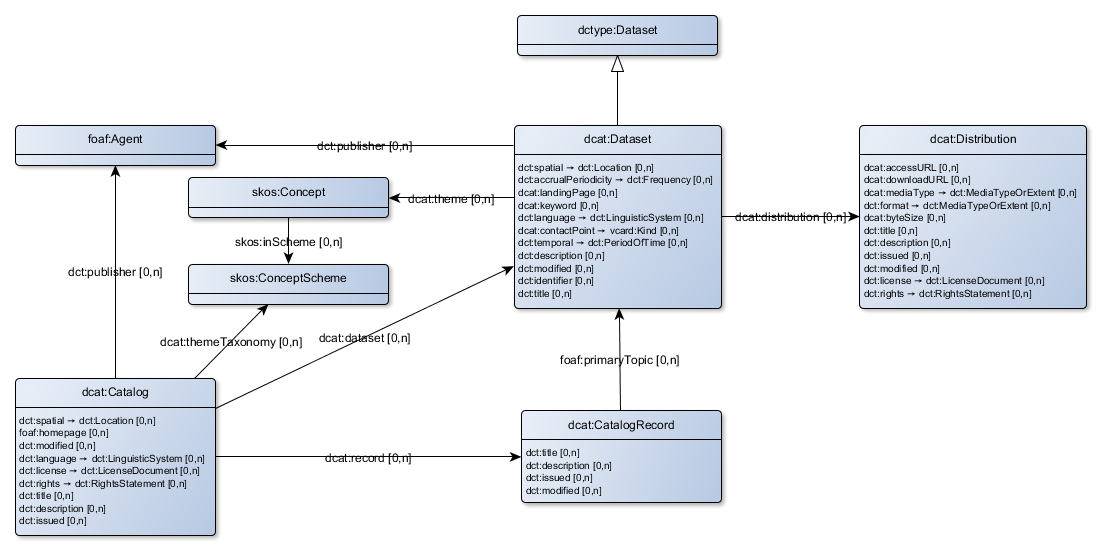 dctype:Dataset
foaf:Agent
dct:publisher [0,n]
dcat:Dataset
dct:spatial → dct:Location [0,n]
dct:accrualPeriodicity → dct:Frequency [0,n]
dcat:landingPage [0,n]
dcat:keyword [0,n]
dct:language → dct:LinguisticSystem [0,n]
dcat:contactPoint → vcard:Kind [0,n]
dct:temporal → dct:PeriodOfTime [0,n]
dct:description [0,n]
dct:modified [0,n]
dct:identifier [0,n]
dct:title [0,n]
dcat:distribution [0,n]
dcat:Distribution
dcat:accessURL [0,n]
dcat:downloadURL [0,n]
dcat:mediaType → dct:MediaTypeOrExtent [0,n]
dct:format → dct:MediaTypeOrExtent [0,n]
dcat:byteSize [0,n]
dct:title [0,n]
dct:description [0,n]
dct:issued [0,n]
dct:modified [0,n]
dct:license → dct:LicenseDocument [0,n]
dct:rights → dct:RightsStatement [0,n]
skos:Concept
dcat:theme [0,n]
skos:inScheme [0,n]
skos:ConceptScheme
dct:publisher [0,n]
dcat:themeTaxonomy [0,n]
dcat:dataset [0,n]
foaf:primaryTopic [0,n]
dcat:Catalog
dct:spatial → dct:Location [0,n]
foaf:homepage [0,n]
dct:modified [0,n]
dct:language → dct:LinguisticSystem [0,n]
dct:license → dct:LicenseDocument [0,n]
dct:rights → dct:RightsStatement [0,n]
dct:title [0,n]
dct:description [0,n]
dct:issued [0,n]
dcat:record [0,n]
dcat:CatalogRecord
dct:title [0,n]
dct:description [0,n]
dct:issued [0,n]
dct:modified [0,n]